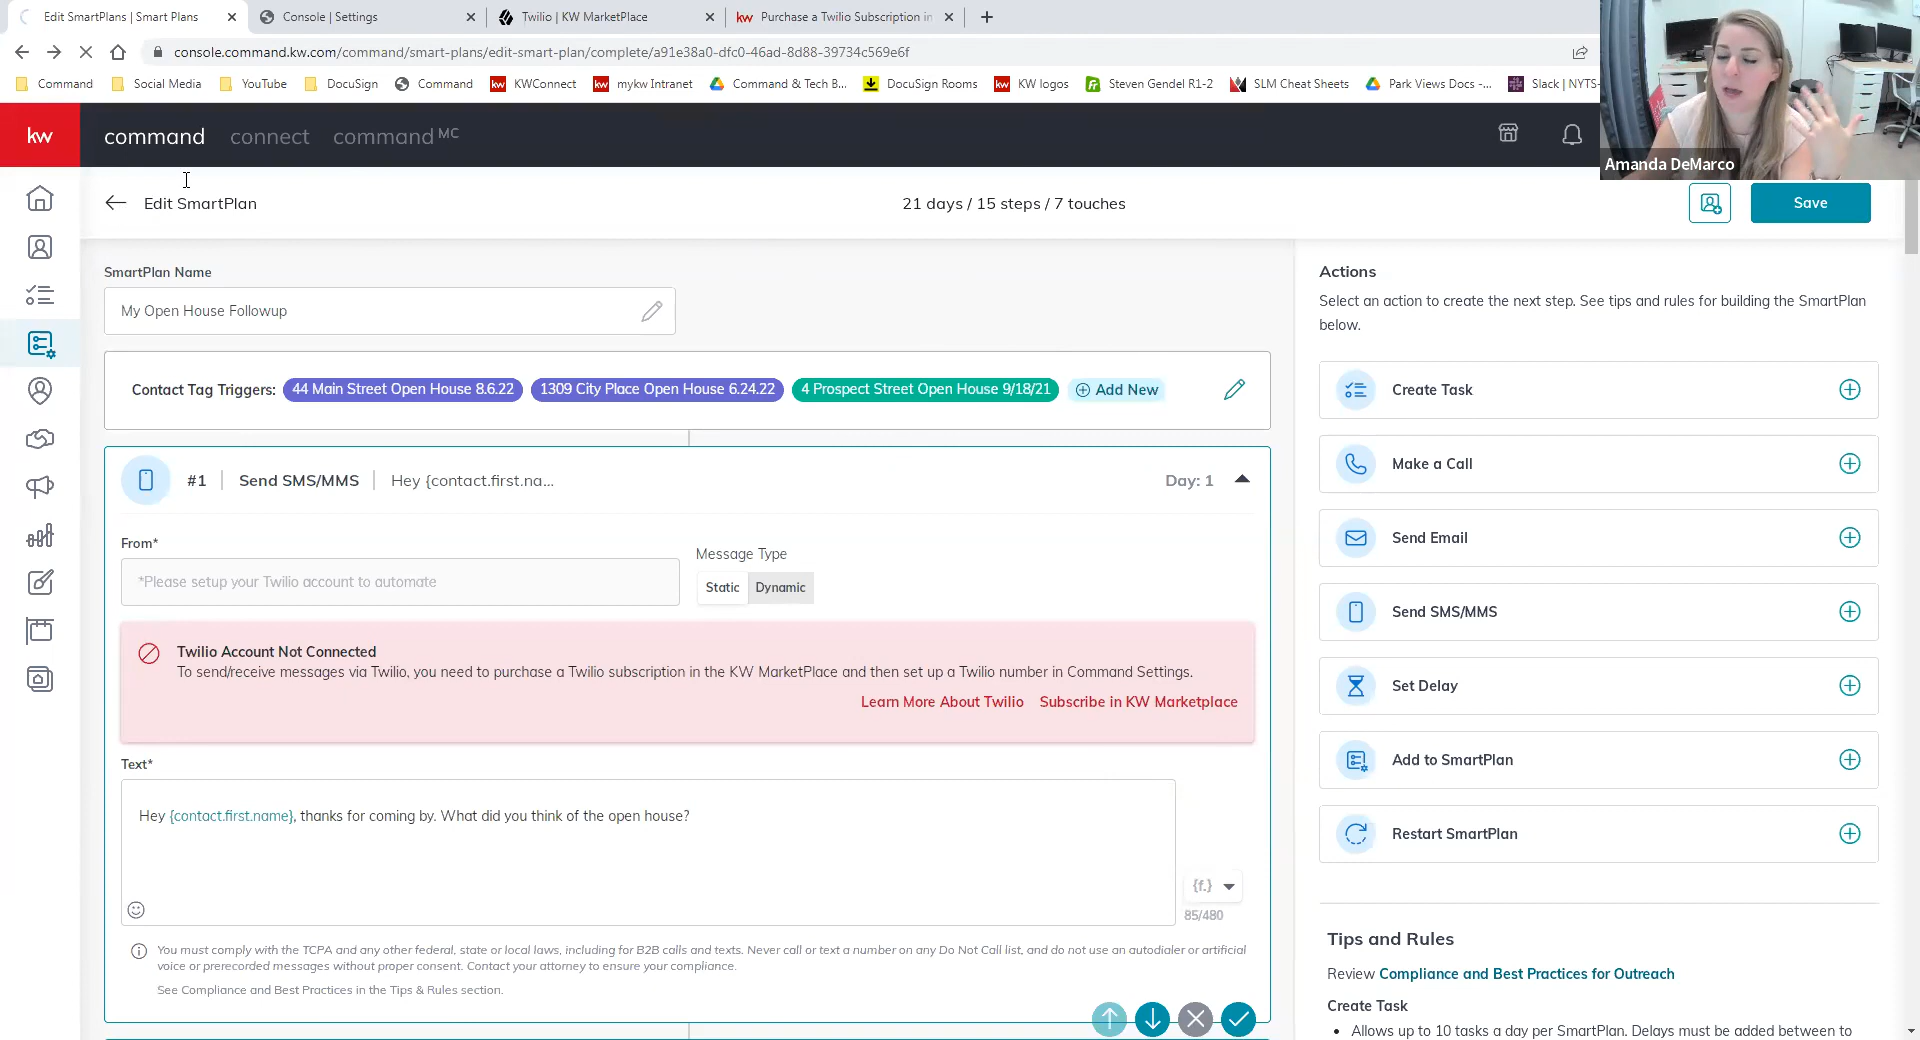 Edit SmartPlans | Smart Plans
Console | Settings
Twilio | KW MarketPlace
kw Purchase a Twilio Subscription in
console.command.kw.com/command/smart-plans/edit-smart-plan/complete/a91e38a0-dfc0-46ad-8d88-39734c569e6f
Command Social Media YouTube DocuSign Command kw KWConnect kw mykw Intranet Command & Tech B... DocuSign Rooms kw KW logos Steven Gendel R1-2 SLM Cheat Sheets Park Views Docs -... Slack | NYTS-
kw command connect command MC
Amanda DeMarco
Edit SmartPlan
21 days / 15 steps / 7 touches
Save
SmartPlan Name
My Open House Followup
Contact Tag Triggers: 44 Main Street Open House 8.6.22 1309 City Place Open House 6.24.22 4 Prospect Street Open House 9/18/21 Add New
#1 Send SMS/MMS Hey {contact.first.na... Day: 1
From*
*Please setup your Twilio account to automate
Message Type
Static Dynamic
Twilio Account Not Connected
To send/receive messages via Twilio, you need to purchase a Twilio subscription in the KW MarketPlace and then set up a Twilio number in Command Settings.
Learn More About Twilio Subscribe in KW Marketplace
Text*
Hey {contact.first.name}, thanks for coming by. What did you think of the open house?
{f.}
85/480
You must comply with the TCPA and any other federal, state or local laws, including for B2B calls and texts. Never call or text a number on any Do Not Call list, and do not use an autodialer or artificial
voice or prerecorded messages without proper consent. Contact your attorney to ensure your compliance.
See Compliance and Best Practices in the Tips & Rules section.
Actions
Select an action to create the next step. See tips and rules for building the SmartPlan
below.
Create Task
Make a Call
Send Email
Send SMS/MMS
Set Delay
Add to SmartPlan
Restart SmartPlan
Tips and Rules
Review Compliance and Best Practices for Outreach
Create Task
• Allows up to 10 tasks a day per SmartPlan. Delays must be added between to